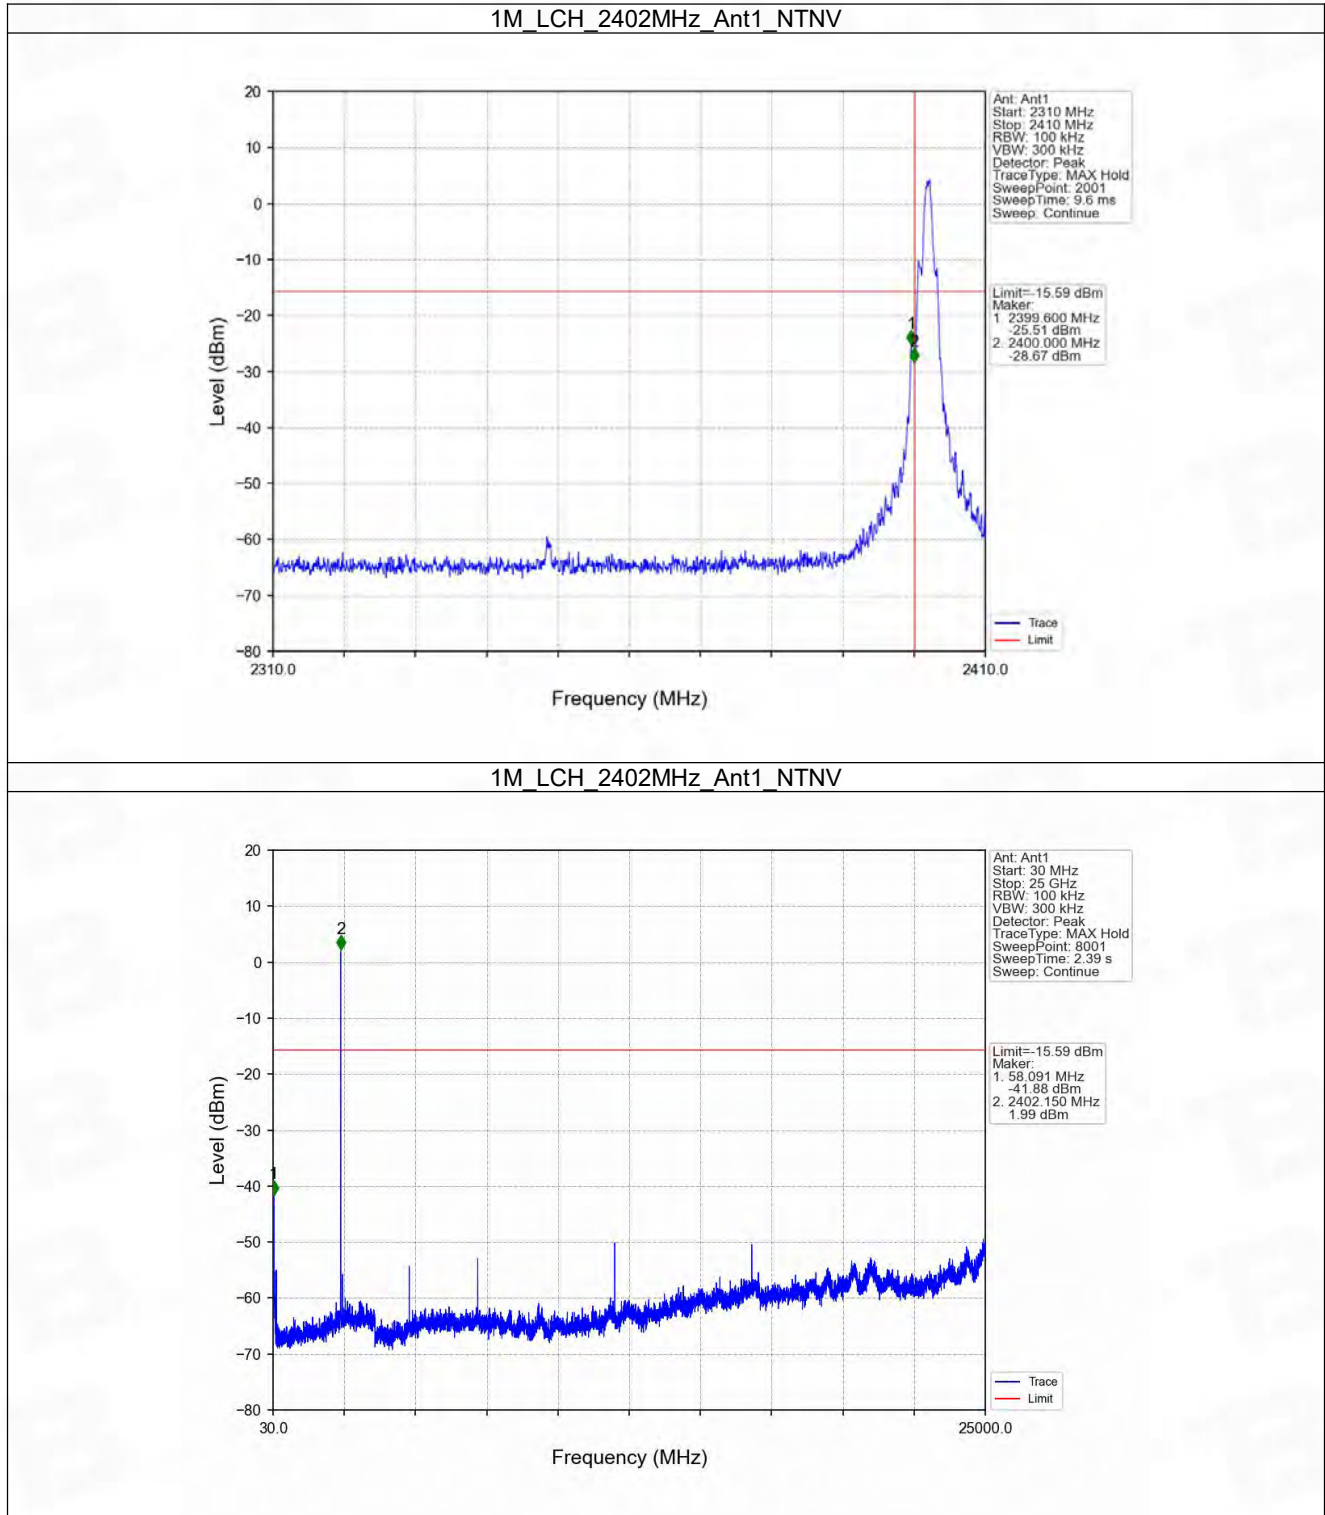 1M_LCH_2402MHz_Ant1_NTNV
20
10
0
−10
−20
−30
−40
−50
−60
−70
−80
Level (dBm)
2310.0
2410.0
Frequency (MHz)
1
2
Ant: Ant1
Start: 2310 MHz
Stop: 2410 MHz
RBW: 100 kHz
VBW: 300 kHz
Detector: Peak
TraceType: MAX Hold
SweepPoint: 2001
SweepTime: 9.6 ms
Sweep: Continue
Limit=-15.59 dBm
Maker:
1. 2399.600 MHz
-25.51 dBm
2. 2400.000 MHz
-28.67 dBm
Trace
Limit
1M_LCH_2402MHz_Ant1_NTNV
20
10
0
−10
−20
−30
−40
−50
−60
−70
−80
Level (dBm)
30.0
25000.0
Frequency (MHz)
1
2
Ant: Ant1
Start: 30 MHz
Stop: 25 GHz
RBW: 100 kHz
VBW: 300 kHz
Detector: Peak
TraceType: MAX Hold
SweepPoint: 8001
SweepTime: 2.39 s
Sweep: Continue
Limit=-15.59 dBm
Maker:
1. 58.091 MHz
-41.88 dBm
2. 2402.150 MHz
1.99 dBm
Trace
Limit